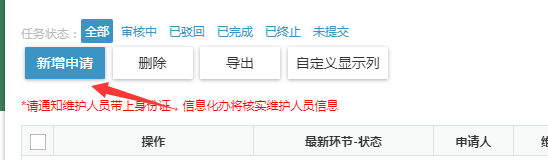 任务状态： 全部 审核中 已驳回 已完成 已终止 未提交
新增申请 删除 导出 自定义显示列
*请通知维护人员带上身份证，信息化办将核实维护人员信息
操作 最新环节-状态 申请人